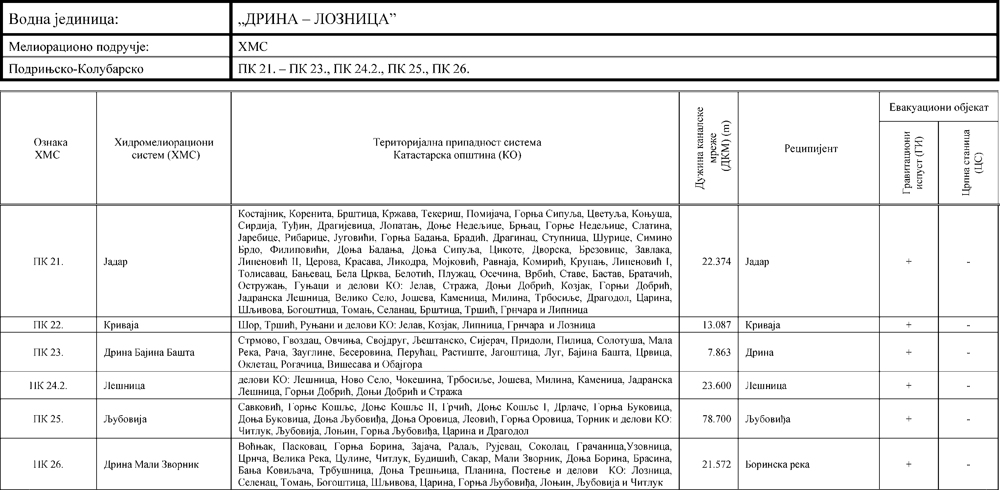 Водна јединица: „ДРИНА – ЛОЗНИЦА”
Мелиорационо подручје: ХМС
Подрињско-Колубарско ПК 21. – ПК 23., ПК 24.2., ПК 25., ПК 26.
Ознака ХМС
Хидромелиорациони систем (ХМС)
Територијална припадност система
Катастарска општина (КО)
Дужина каналске мреже (ДКМ) (m)
Реципијент
Евакуациони објекат
Гравитациони испуст (ГИ)
Црпна станица (ЦС)
ПК 21.
Јадар
Костајник, Коренита, Брштица, Кржава, Текериш, Помијача, Горња Сипуља, Цветуља, Коњуша,
Сирдија, Туђин, Драгијевица, Лопатањ, Доње Недељице, Брњац, Горње Недељице, Слатина,
Јаребице, Рибарице, Југовићи, Горња Бадања, Брадић, Драгинац, Ступница, Шурице, Симино
Брдо, Филиповићи, Доња Бадања, Доња Сипуља, Цикоте, Дворска, Брезовице, Завлака,
Липеновић II, Церова, Красава, Ликодра, Мојковић, Равнаја, Комирић, Крупањ, Липеновић I,
Толисавац, Бањевац, Бела Црква, Белотић, Плужац, Осечина, Врбић, Ставе, Бастав, Братачић,
Остружањ, Гуњаци и делови КО: Јелав, Стража, Доњи Добрић, Козјак, Горњи Добрић,
Јадранска Лешница, Велико Село, Јошева, Каменица, Милина, Трбосиље, Драгодол, Царина,
Шљивова, Богоштица, Томањ, Селанац, Брштица, Тршић, Грнчара и Липница
22.374
Јадар
+
-
ПК 22.
Криваја
Шор, Тршић, Руњани и делови КО: Јелав, Козјак, Липница, Грнчара и Лозница
13.087
Криваја
+
-
ПК 23.
Дрина Бајина Башта
Стрмово, Гвоздац, Овчиња, Својдруг, Љештанско, Сијерач, Придоли, Пилица, Солотуша, Мала
Река, Рача, Зауглине, Бесеровина, Перућац, Растиште, Јагоштица, Луг, Бајина Башта, Црвица,
Оклетац, Рогачица, Вишесава и Обајгора
7.863
Дрина
+
-
ПК 24.2.
Лешница
делови КО: Лешница, Ново Село, Чокешина, Трбосиље, Јошева, Милина, Каменица, Јадранска
Лешница, Горњи Добрић, Доњи Добрић и Стража
23.600
Лешница
+
-
ПК 25.
Љубовија
Савковић, Горње Кошље, Доње Кошље II, Грчић, Доње Кошље I, Дрлаче, Горња Буковица,
Доња Буковица, Доња Љубовиђа, Доња Оровица, Леовић, Горња Оровица, Торник и делови КО:
Читлук, Љубовија, Лоњин, Горња Љубовиђа, Царина и Драгодол
78.700
Љубовиђа
+
-
ПК 26.
Дрина Мали Зворник
Воћњак, Пасковац, Горња Борина, Зајача, Радаљ, Рујевац, Соколац, Грачаница,Узовница,
Црнча, Велика Река, Цулине, Читлук, Будишић, Сакар, Мали Зворник, Доња Борина, Брасина,
Бања Ковиљача, Трбушница, Доња Трешњица, Планина, Постење и делови КО: Лозница,
Селенац, Томањ, Богоштица, Шљивова, Царина, Горња Љубовиђа, Лоњин, Љубовија и Читлук
21.572
Боринска река
+
-